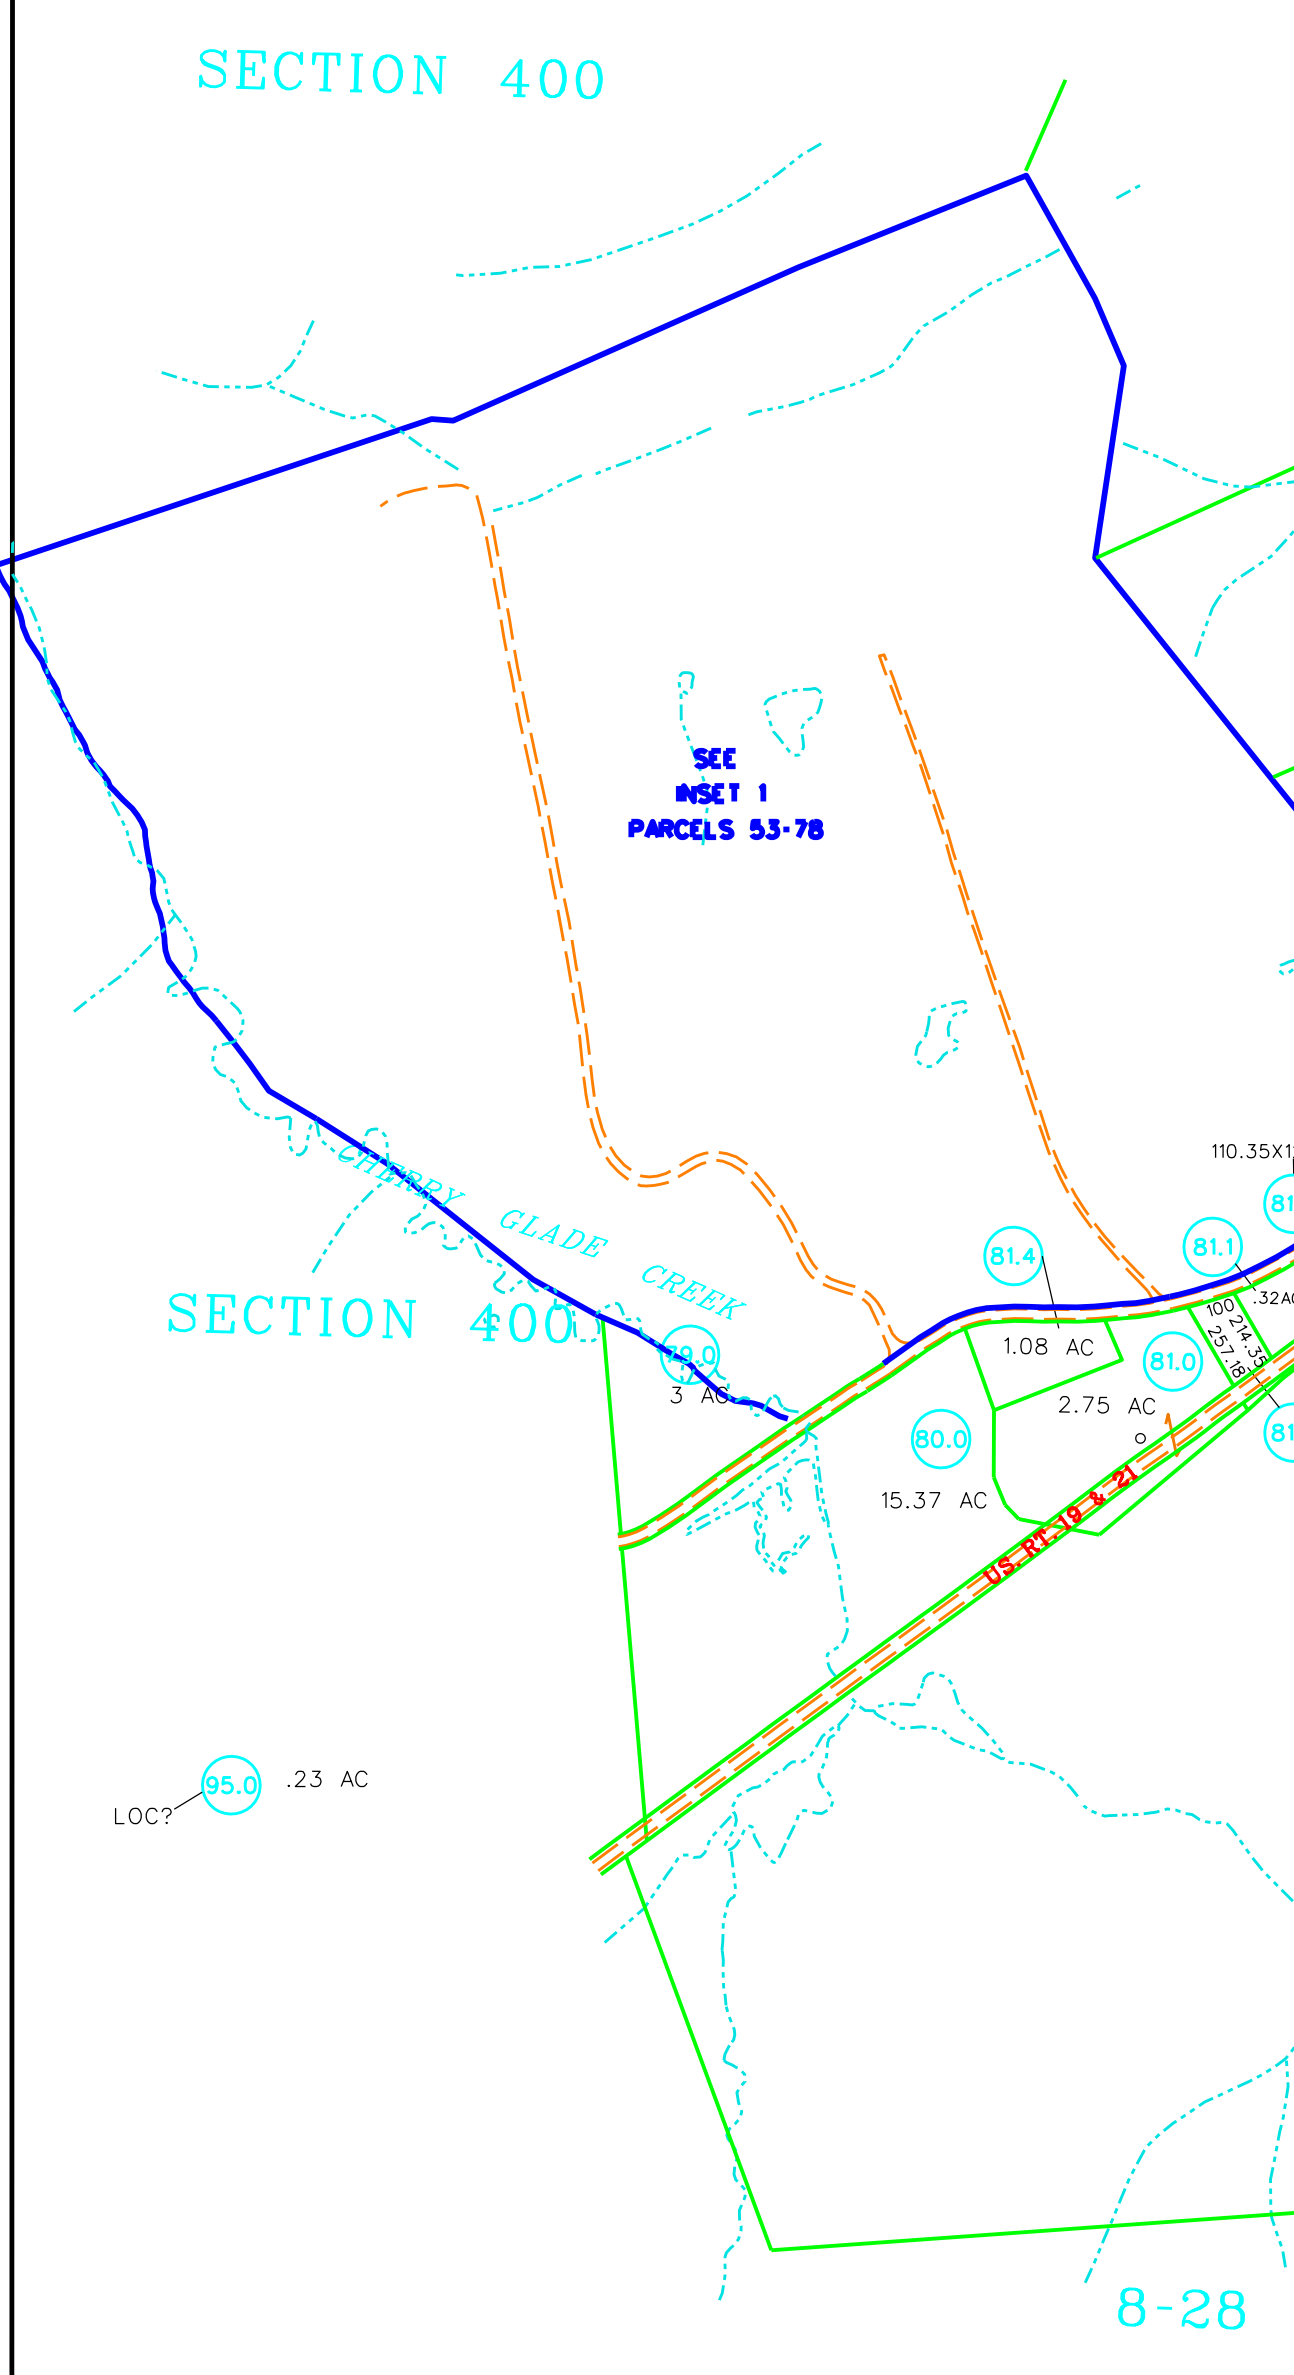 SECTION 400
SEE
INSET 1
PARCELS 53-78
CHERRY GLADE CREEK
SECTION 400
79.0
3 AC
110.35X1
81.4
81.1
.32AC
1.08 AC
100
214.35
257.18
81.0
2.75 AC
80.0
15.37 AC
US. RT. 19 & 21
95.0
.23 AC
LOC?
8-28